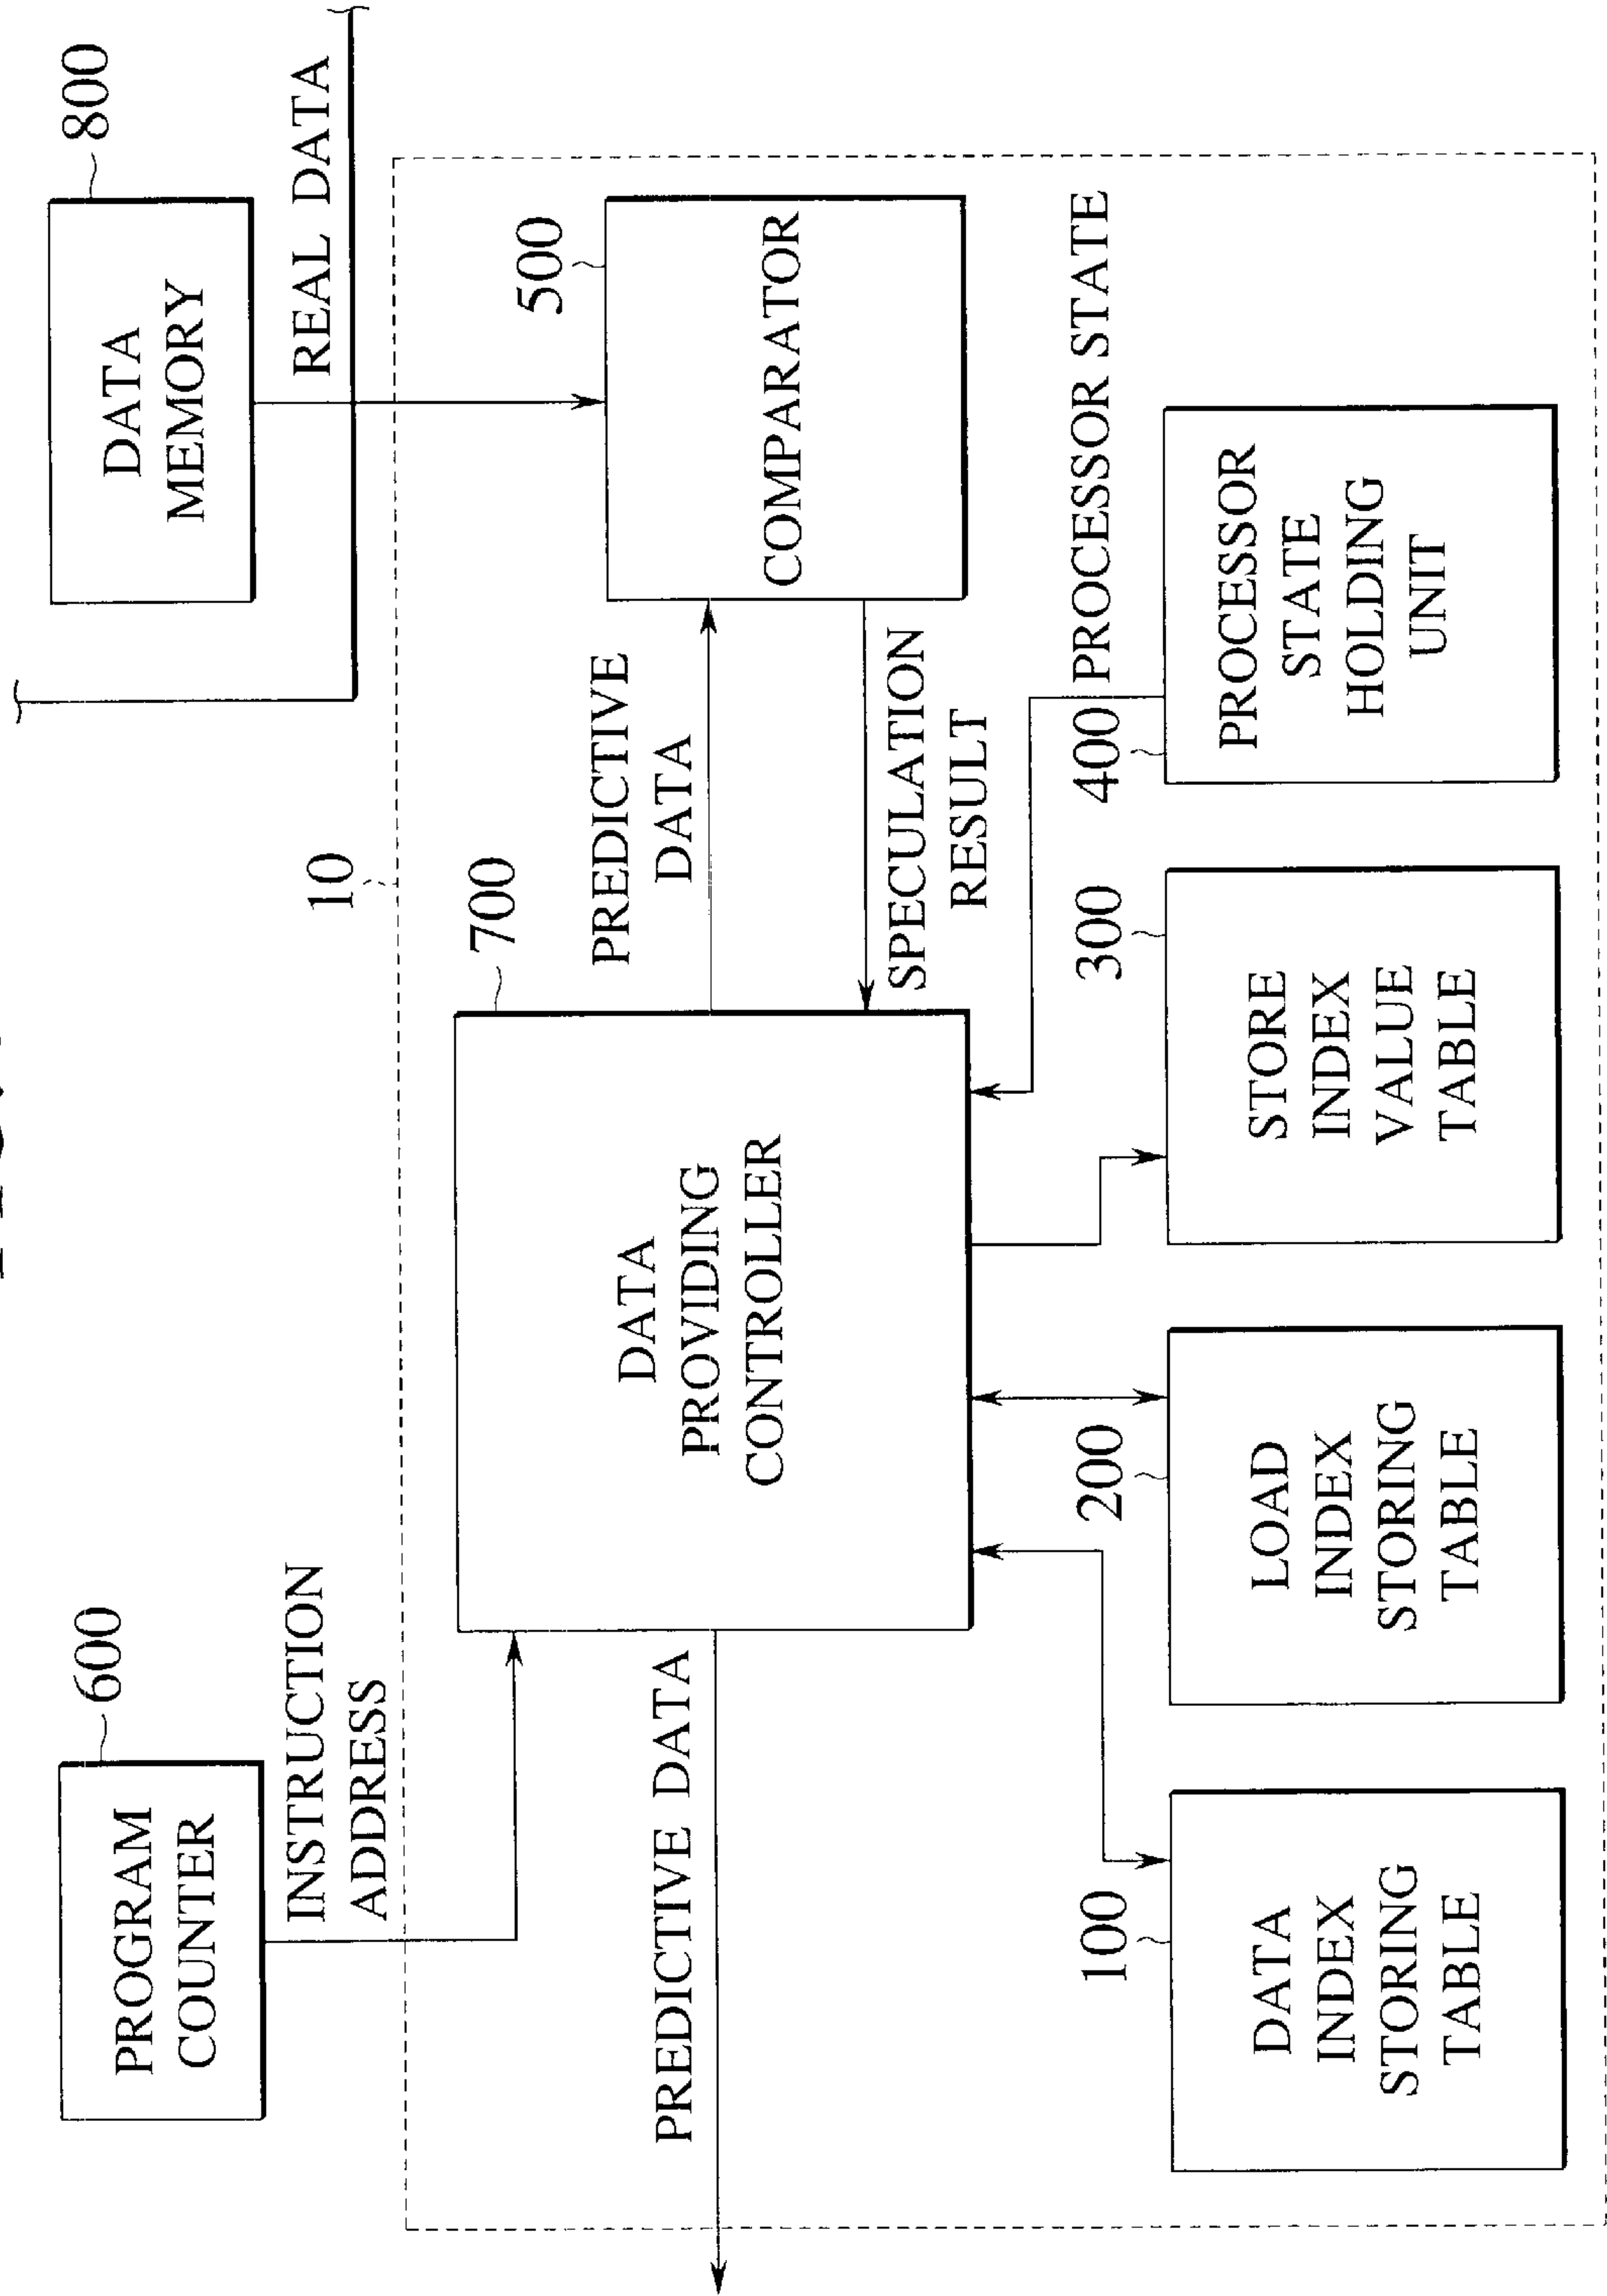 PROGRAM
COUNTER
600
INSTRUCTION
ADDRESS
DATA
MEMORY
800
REAL DATA
10
DATA
PROVIDING
CONTROLLER
700
PREDICTIVE
DATA
SPECULATION
RESULT
COMPARATOR
500
PREDICTIVE DATA
PROCESSOR STATE
100
DATA
INDEX
STORING
TABLE
200
LOAD
INDEX
STORING
TABLE
300
STORE
INDEX
VALUE
TABLE
400
PROCESSOR
STATE
HOLDING
UNIT